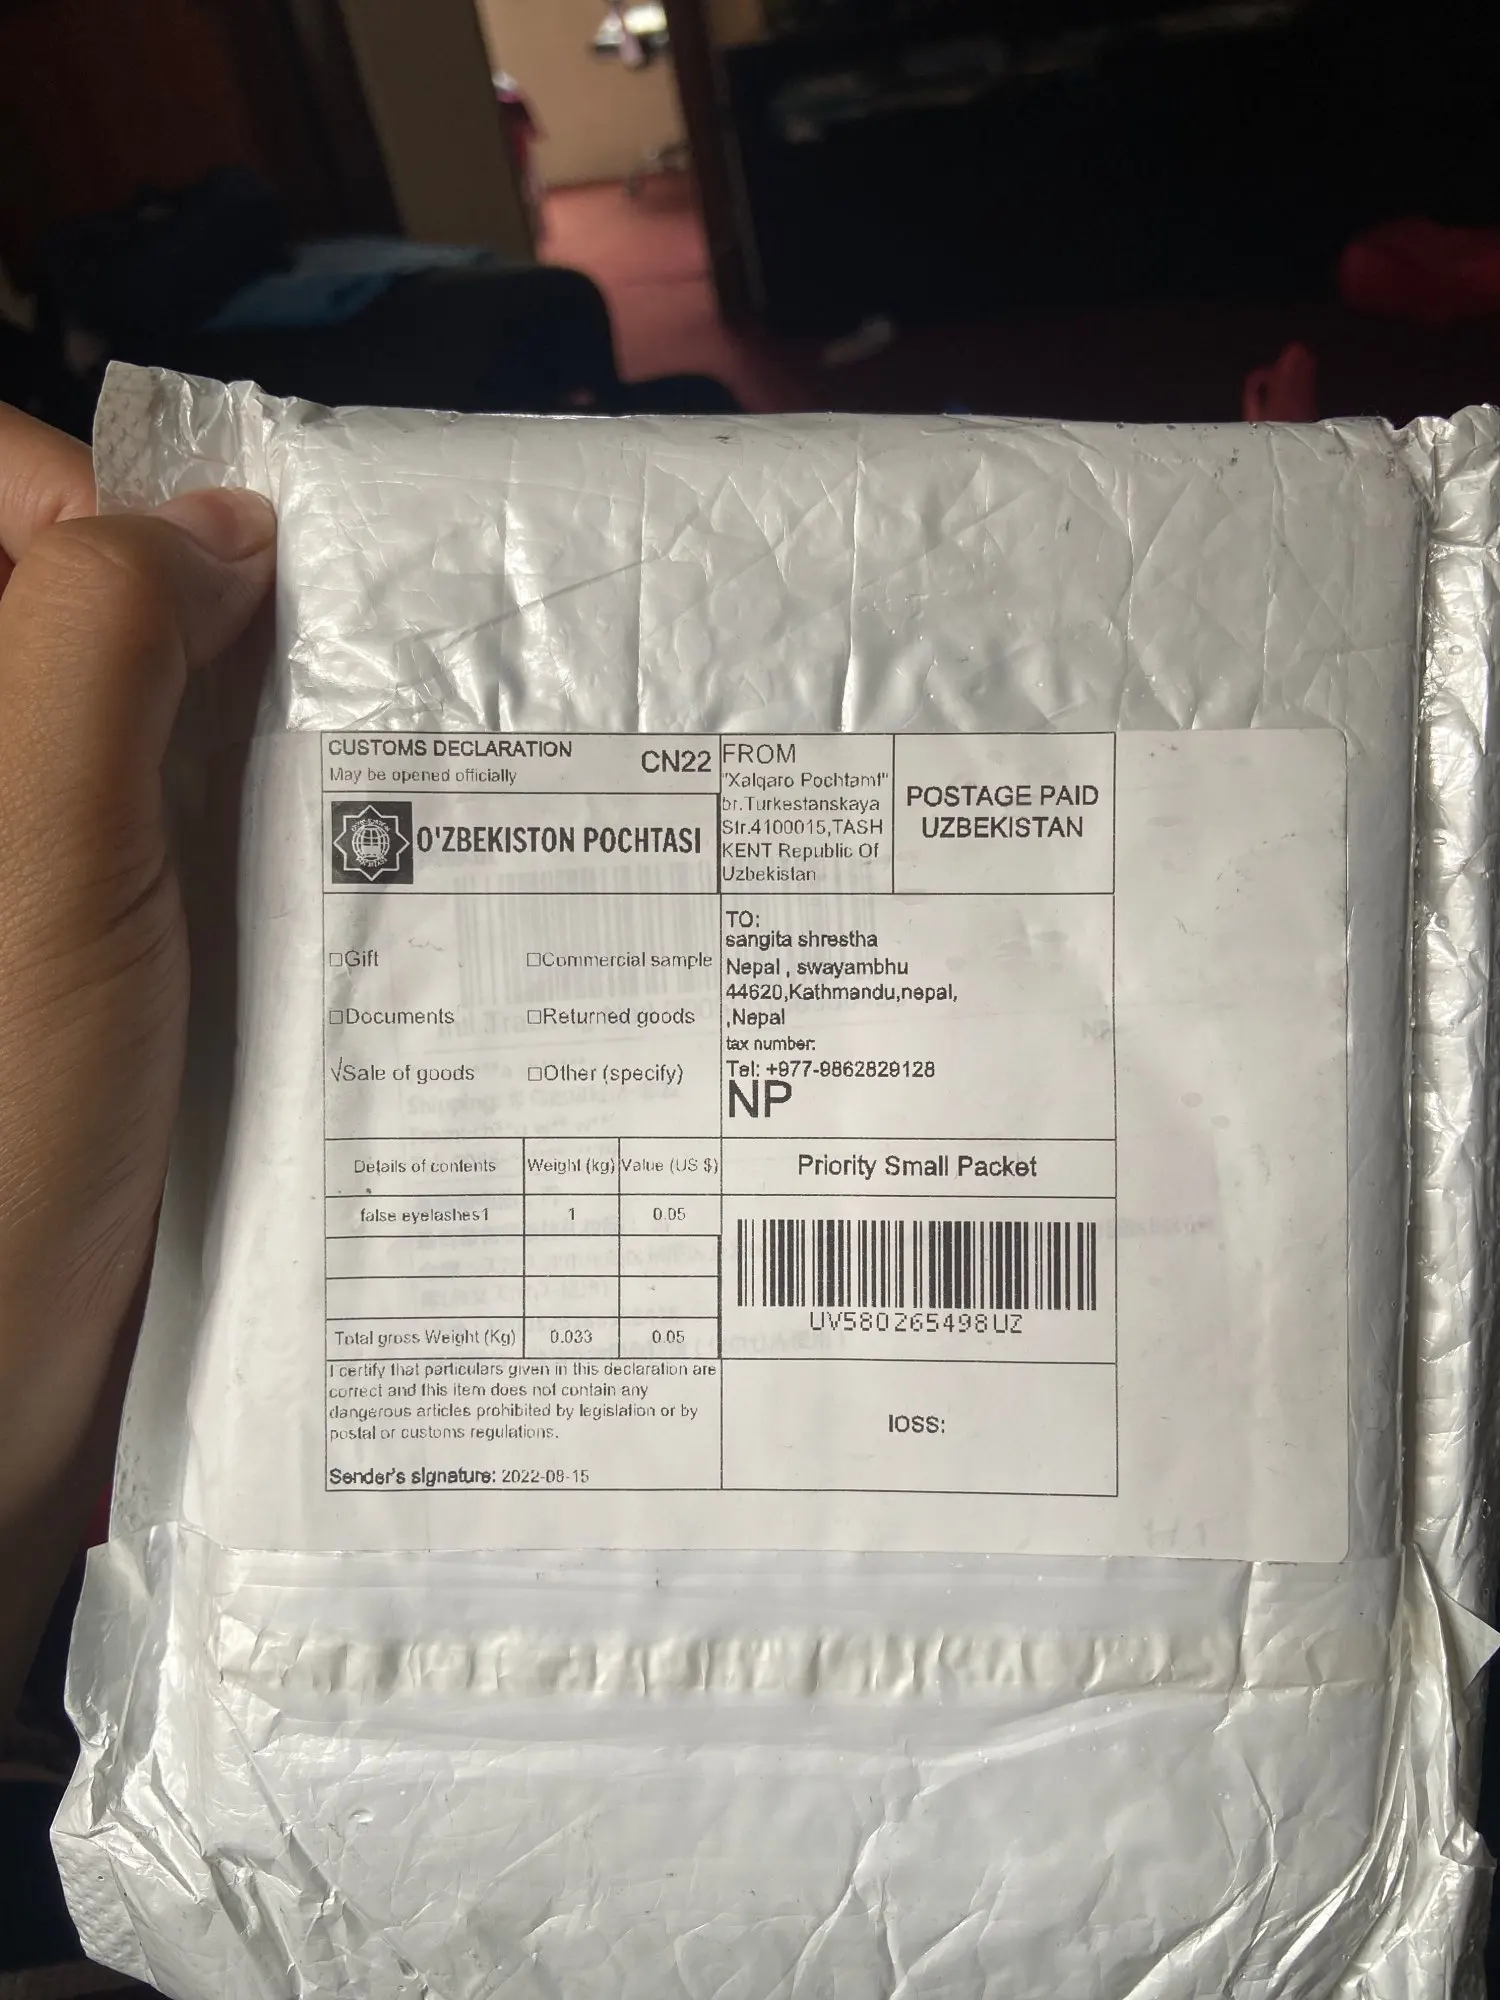 CUSTOMS DECLARATION
May be opened officially
CN22
O'ZBEKISTON POCHTASI
FROM
"Xalqaro Pochtamt"
br.Turkestanskaya
Str.4100015,TASH
KENT Republic Of
Uzbekistan
POSTAGE PAID
UZBEKISTAN
□Gift
□Commercial sample
□Documents
□Returned goods
√Sale of goods
□Other (specify)
TO:
sangita shrestha
Nepal , swayambhu
44620,Kathmandu,nepal,
,Nepal
tax number:
Tel: +977-9862829128
NP
Details of contents Weight (kg) Value (US $)
false eyelashes1 1 0.05
Total gross Weight (Kg) 0.033 0.05
Priority Small Packet
UV580265498UZ
I certify that particulars given in this declaration are
correct and this item does not contain any
dangerous articles prohibited by legislation or by
postal or customs regulations.
Sender's signature: 2022-08-15
IOSS: